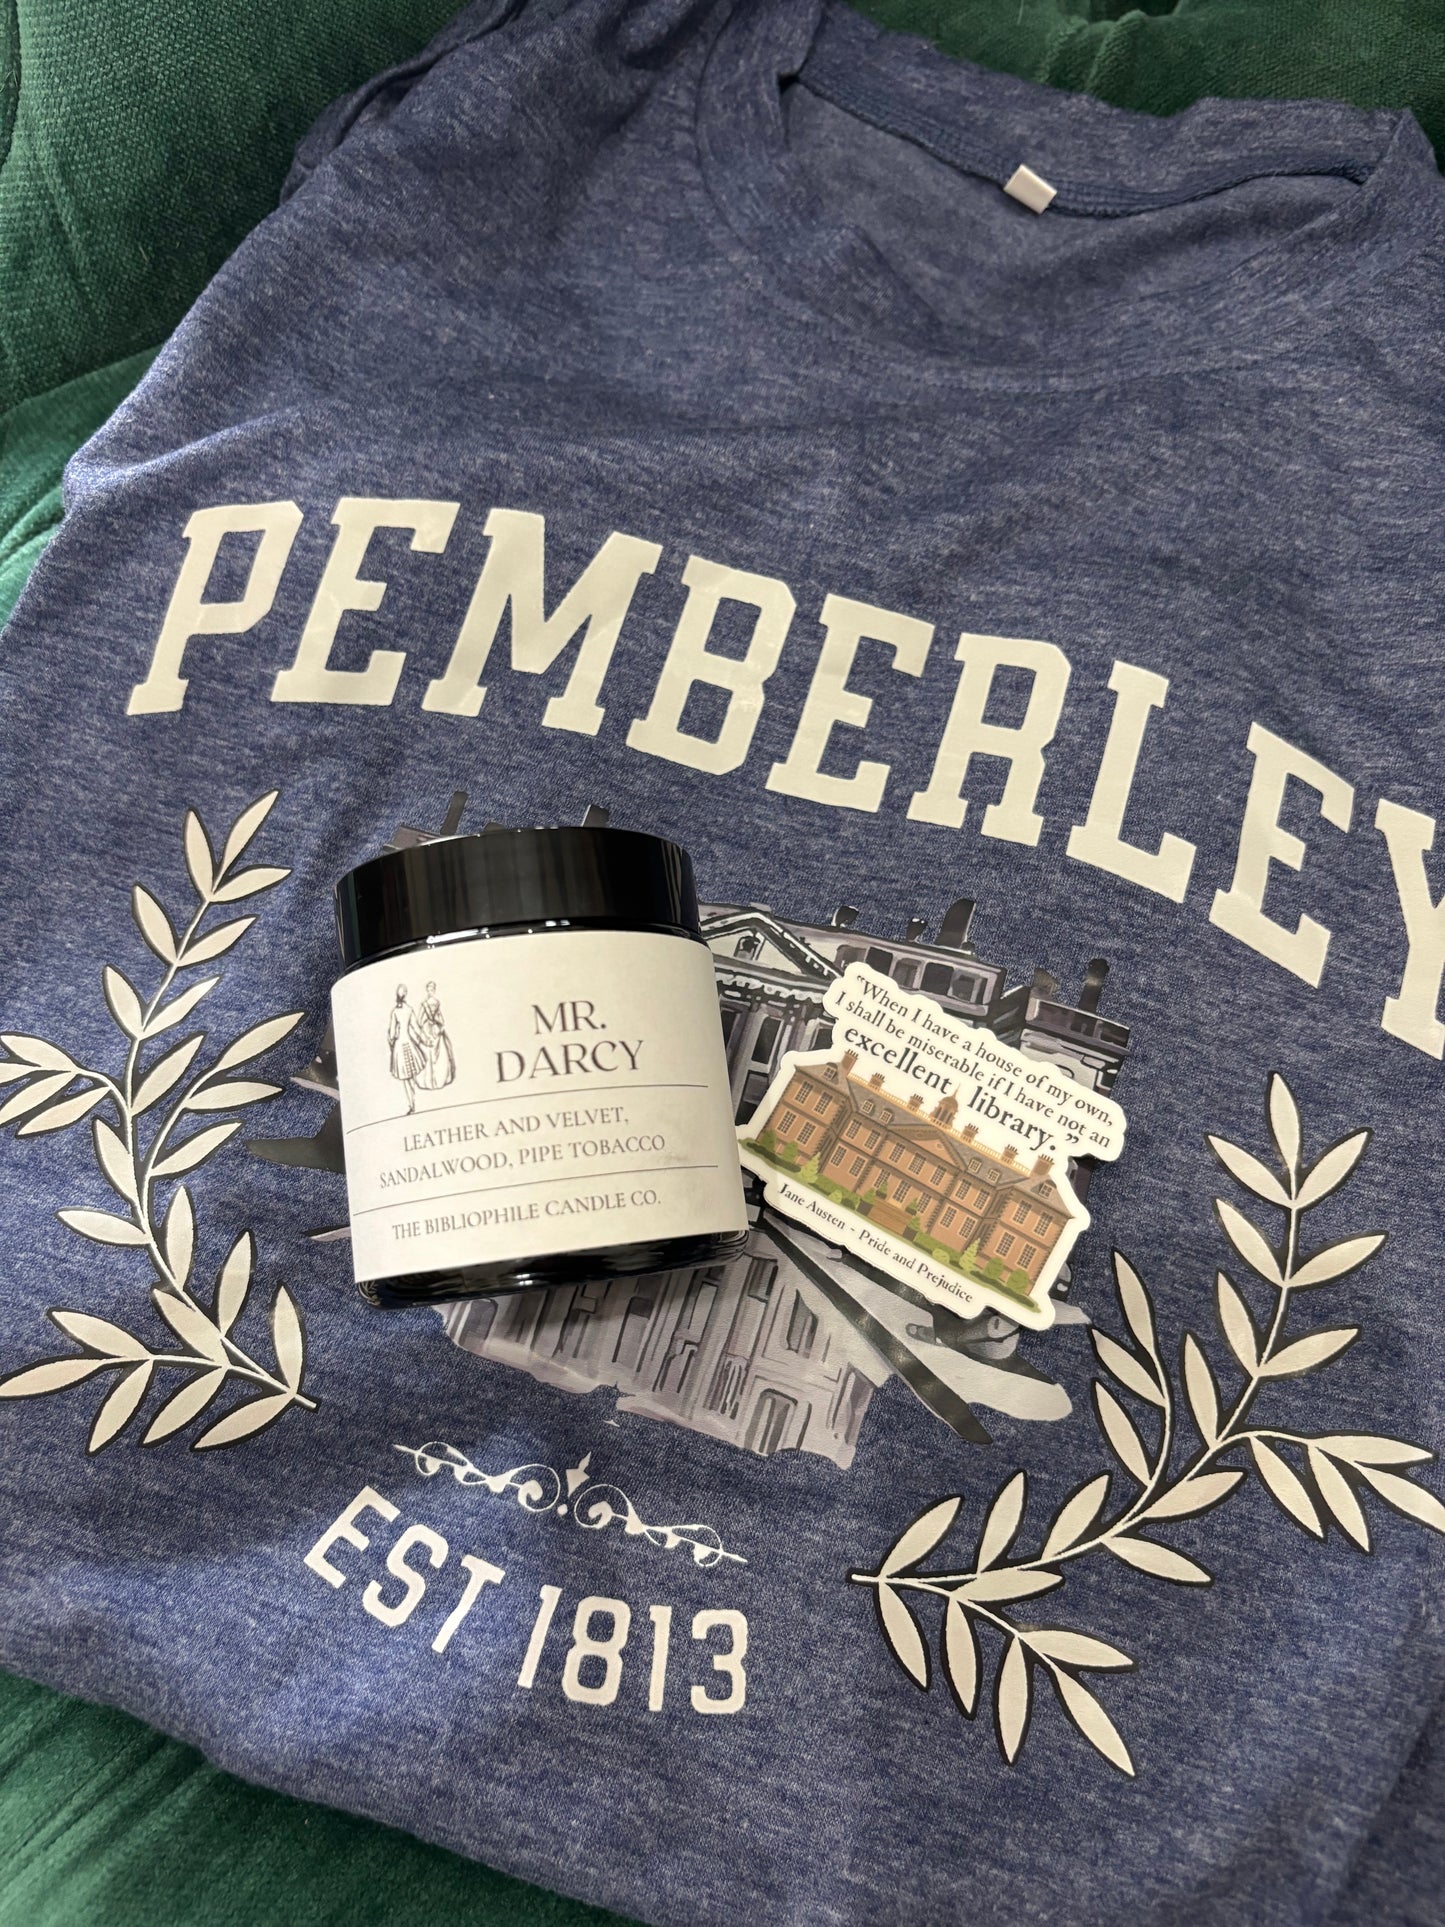 PEMBERLEY
MR.
DARCY
LEATHER AND VELVET,
SANDALWOOD, PIPE TOBACCO
THE BIBLIOPHILE CANDLE CO.
"When I have a house of my own,
I shall be miserable if I have not an
excellent library."
Jane Austen - Pride and Prejudice
EST 1813